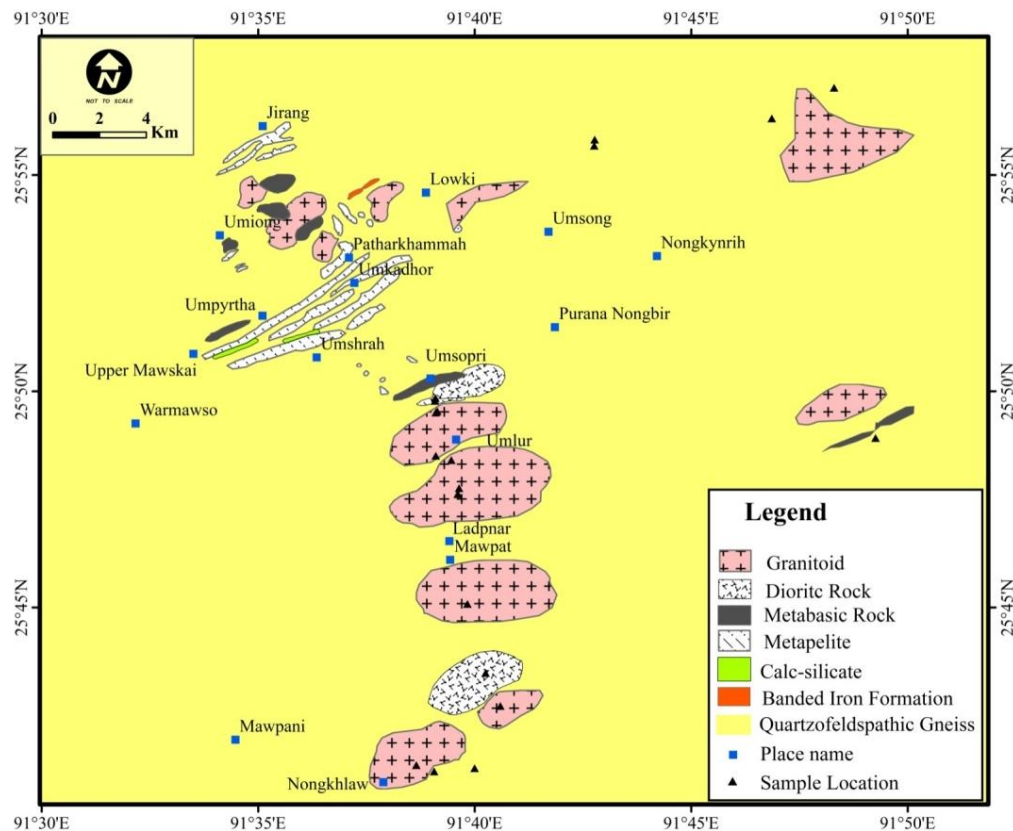 91°30'E 91°35'E 91°40'E 91°45'E 91°50'E
N
NOT TO SCALE
0 2 4 Km
Jirang
25°55'N 25°55'N
Lowki
Umiong
Umsong
Patharkhammah
Nongkynrih
Umkadhor
Umpyrtha
Purana Nongbir
Umshrah
Upper Mawskai
Umsopri
25°50'N 25°50'N
Warmawso
Umlur
Ladpnar
Mawpat
25°45'N 25°45'N
Mawpani
Nongkhlaw
Legend
Granitoid
Diorite Rock
Metabasic Rock
Metapelite
Calc-silicate
Banded Iron Formation
Quartzofeldspathic Gneiss
Place name
Sample Location
91°30'E 91°35'E 91°40'E 91°45'E 91°50'E